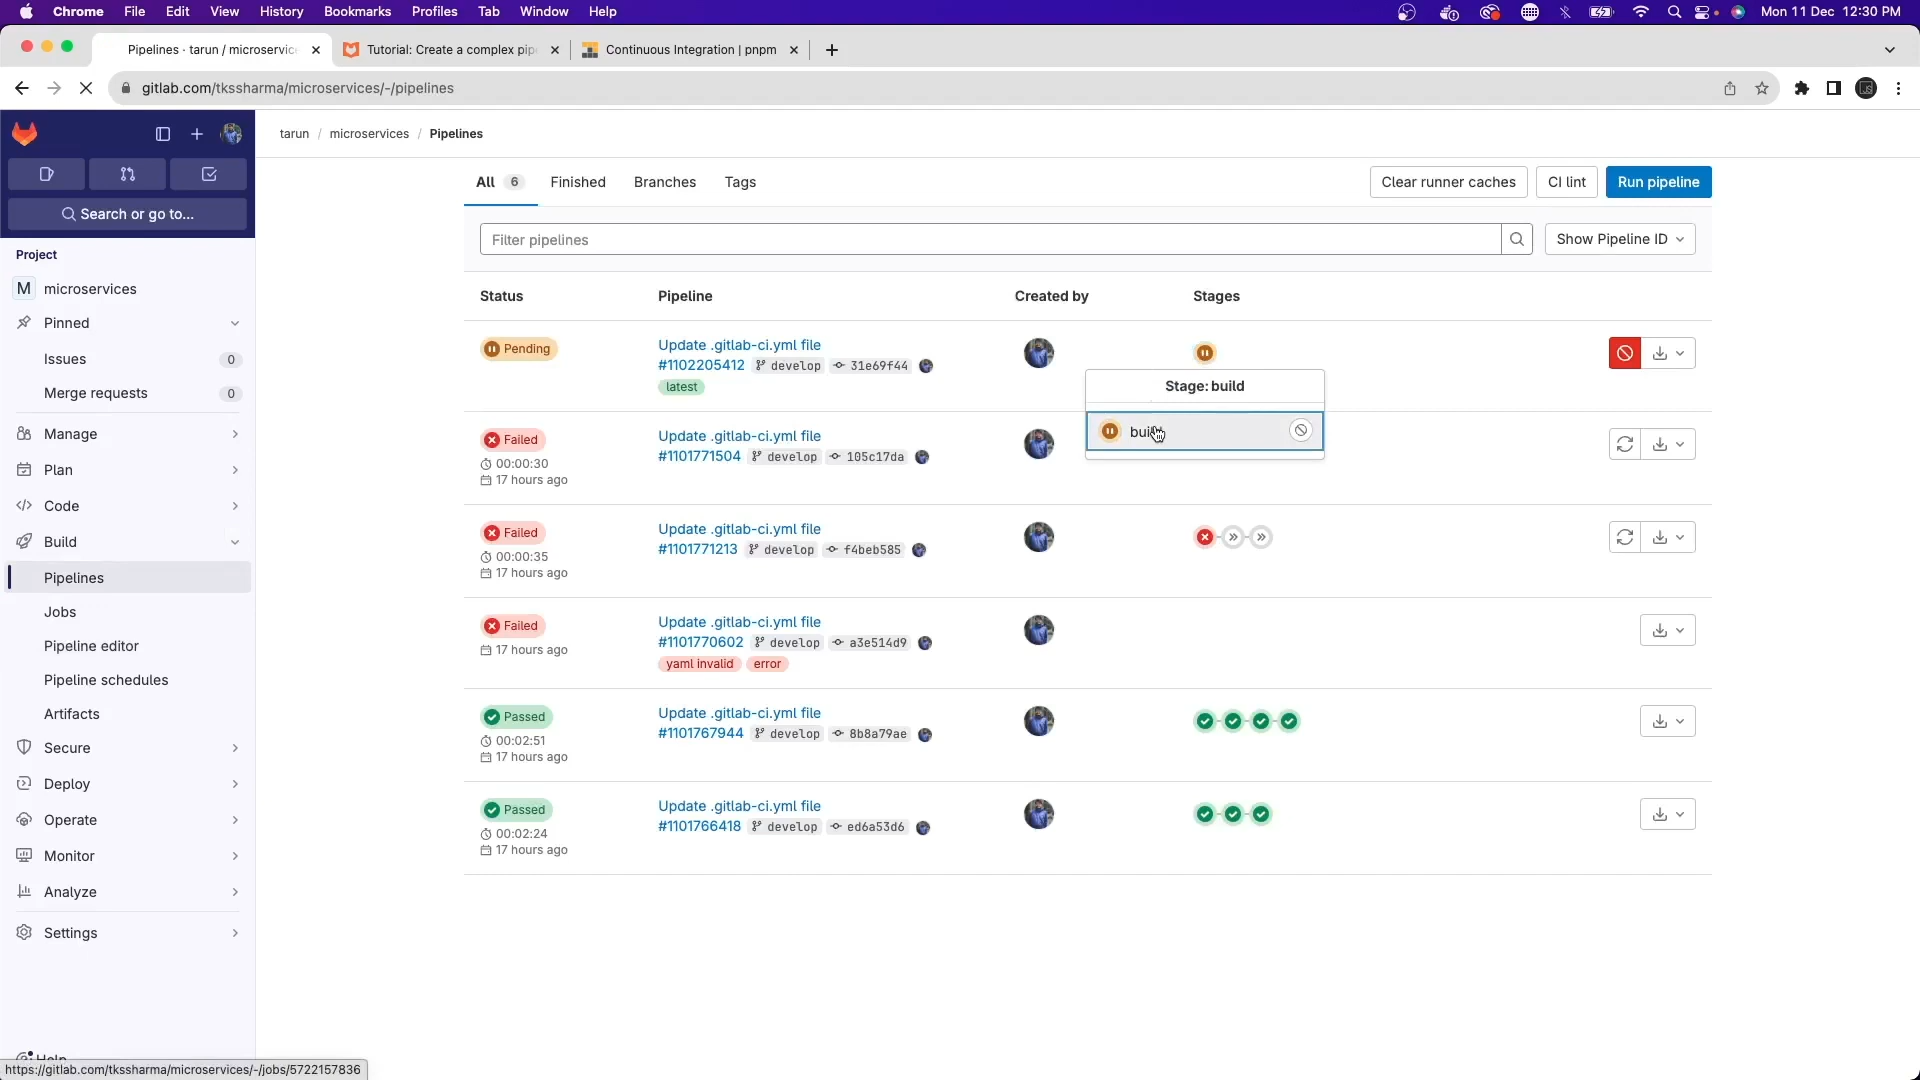 Chrome File Edit View History Bookmarks Profiles Tab Window Help Mon 11 Dec 12:30 PM
Pipelines · tarun / microservic Tutorial: Create a complex pip Continuous Integration | pnpm
gitlab.com/tkssharma/microservices/-/pipelines
tarun / microservices / Pipelines
All 6 Finished Branches Tags Clear runner caches CI lint Run pipeline
Search or go to...
Filter pipelines Show Pipeline ID
Project
M microservices
Pinned
Issues 0
Merge requests 0
Manage
Plan
Code
Build
Pipelines
Jobs
Pipeline editor
Pipeline schedules
Artifacts
Secure
Deploy
Operate
Monitor
Analyze
Settings
Help
Status Pipeline Created by Stages
Pending Update .gitlab-ci.yml file
#1102205412 develop 31e69f44
latest
Stage: build
build
Failed Update .gitlab-ci.yml file
#1101771504 develop 105c17da
00:00:30
17 hours ago
Failed Update .gitlab-ci.yml file
#1101771213 develop f4beb585
00:00:35
17 hours ago
Failed Update .gitlab-ci.yml file
#1101770602 develop a3e514d9
17 hours ago
yaml invalid error
Passed Update .gitlab-ci.yml file
#1101767944 develop 8b8a79ae
00:02:51
17 hours ago
Passed Update .gitlab-ci.yml file
#1101766418 develop ed6a53d6
00:02:24
17 hours ago
https://gitlab.com/tkssharma/microservices/-/jobs/5722157836